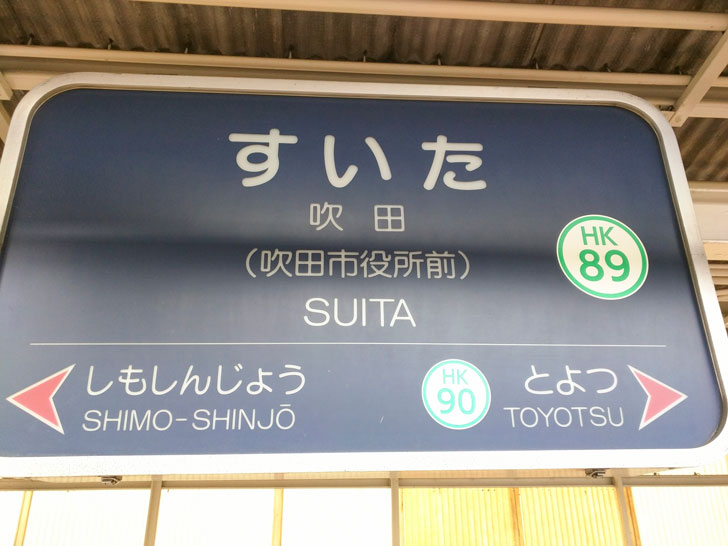 すいた
吹田
(吹田市役所前)
SUITA
HK
89
しもしんじょう
SHIMO-SHINJŌ
HK
90
とよつ
TOYOTSU